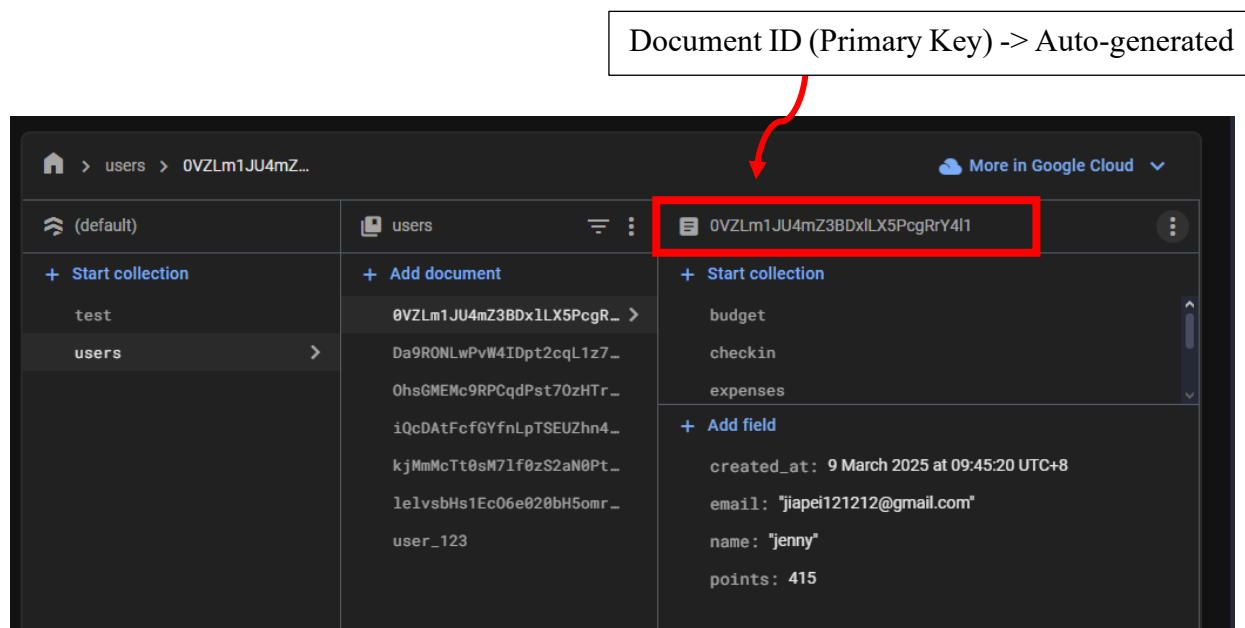 Document ID (Primary Key) -> Auto-generated
users > 0VZLm1JU4mZ…
More in Google Cloud
(default)
users
0VZLm1JU4mZ3BDxlLX5PcgRrY4l1
+ Start collection
+ Add document
+ Start collection
test
users
0VZLm1JU4mZ3BDxlLX5PcgR…
Da9RONLwPvW4IDpt2cqL1z7…
OhsGMEMc9RPCqdPst7OzHTr…
iQcDAtFcfGYfnLpTSEUZhn4…
kjMmMcTt0sM7lf0zS2aN0Pt…
lelvsbHs1EcO6e020bH5omr…
user_123
budget
checkin
expenses
+ Add field
created_at: 9 March 2025 at 09:45:20 UTC+8
email: "jiapei121212@gmail.com"
name: "jenny"
points: 415